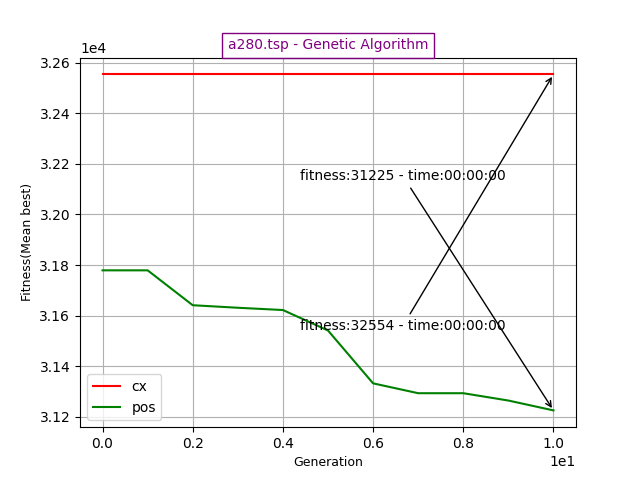 a280.tsp - Genetic Algorithm
1e4
3.26
3.24
3.22
3.20
3.18
3.16
3.14
3.12
Fitness(Mean best)
fitness:31225 - time:00:00:00
fitness:32554 - time:00:00:00
cx
pos
0.0 0.2 0.4 0.6 0.8 1.0
Generation
1e1